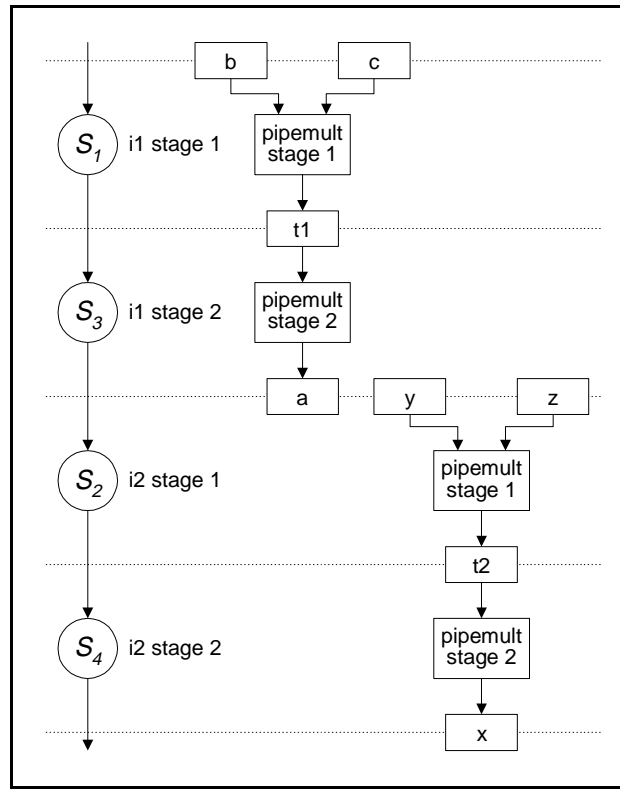 b
c
S1
i1 stage 1
pipemult
stage 1
t1
S3
i1 stage 2
pipemult
stage 2
a
y
z
S2
i2 stage 1
pipemult
stage 1
t2
S4
i2 stage 2
pipemult
stage 2
x